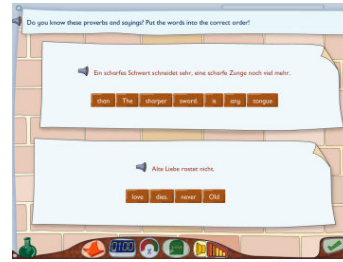 Do you know these proverbs and sayings? Put the words into the correct order!
Ein scharfes Schwert schneidet sehr, eine scharfe Zunge noch viel mehr.
than The sharper sword. is any tongue
Alte Liebe rostet nicht.
love dies. never Old